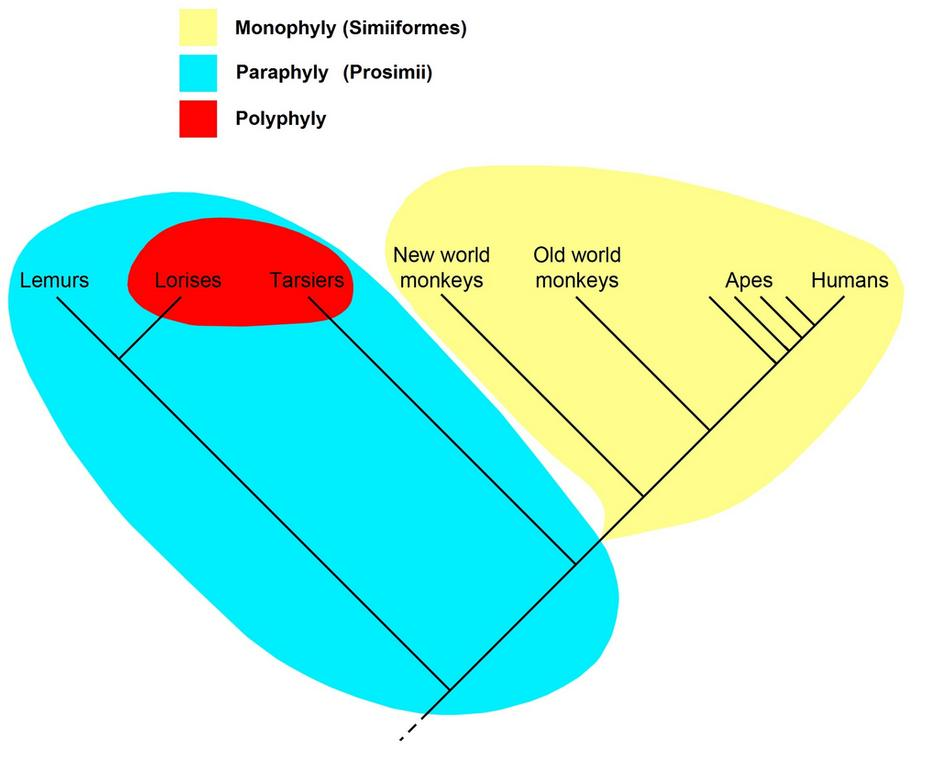 Monophyly (Simiiformes)
Paraphyly (Prosimii)
Polyphyly
New world
monkeys
Old world
monkeys
Lemurs
Lorises
Tarsiers
Apes
Humans